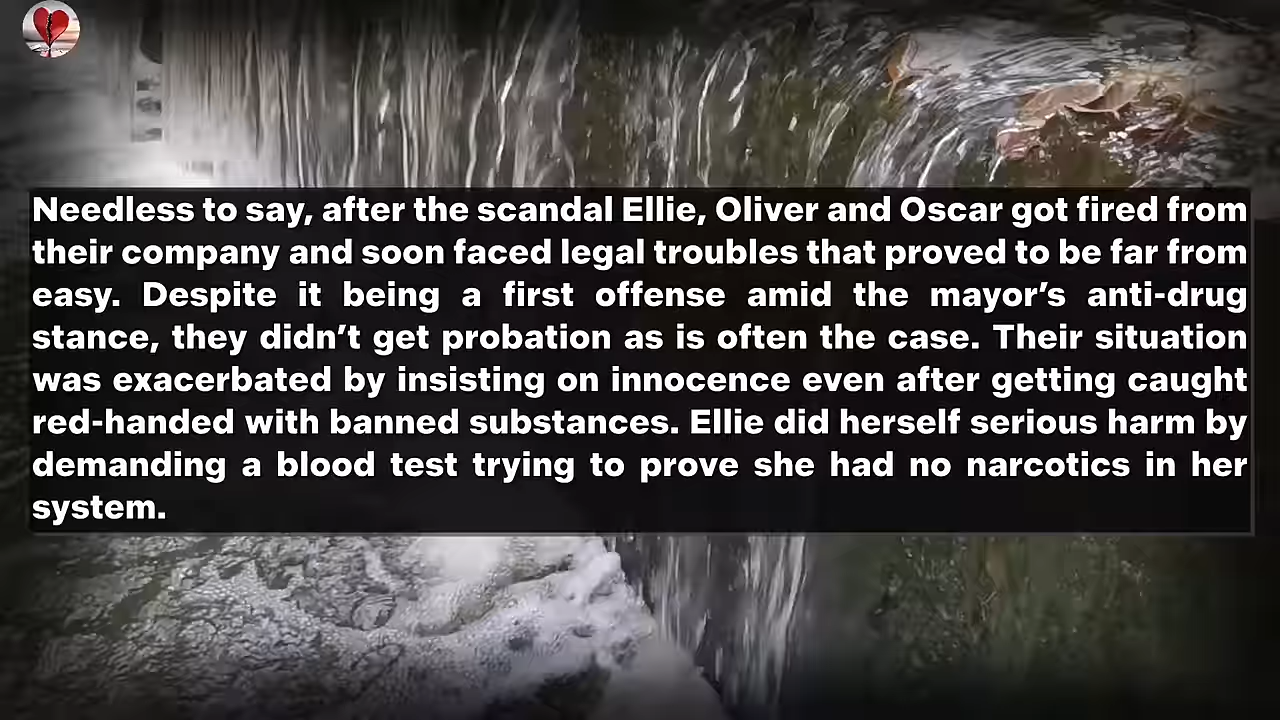 Needless to say, after the scandal Ellie, Oliver and Oscar got fired from
their company and soon faced legal troubles that proved to be far from
easy. Despite it being a first offense amid the mayor’s anti-drug
stance, they didn’t get probation as is often the case. Their situation
was exacerbated by insisting on innocence even after getting caught
red-handed with banned substances. Ellie did herself serious harm by
demanding a blood test trying to prove she had no narcotics in her
system.